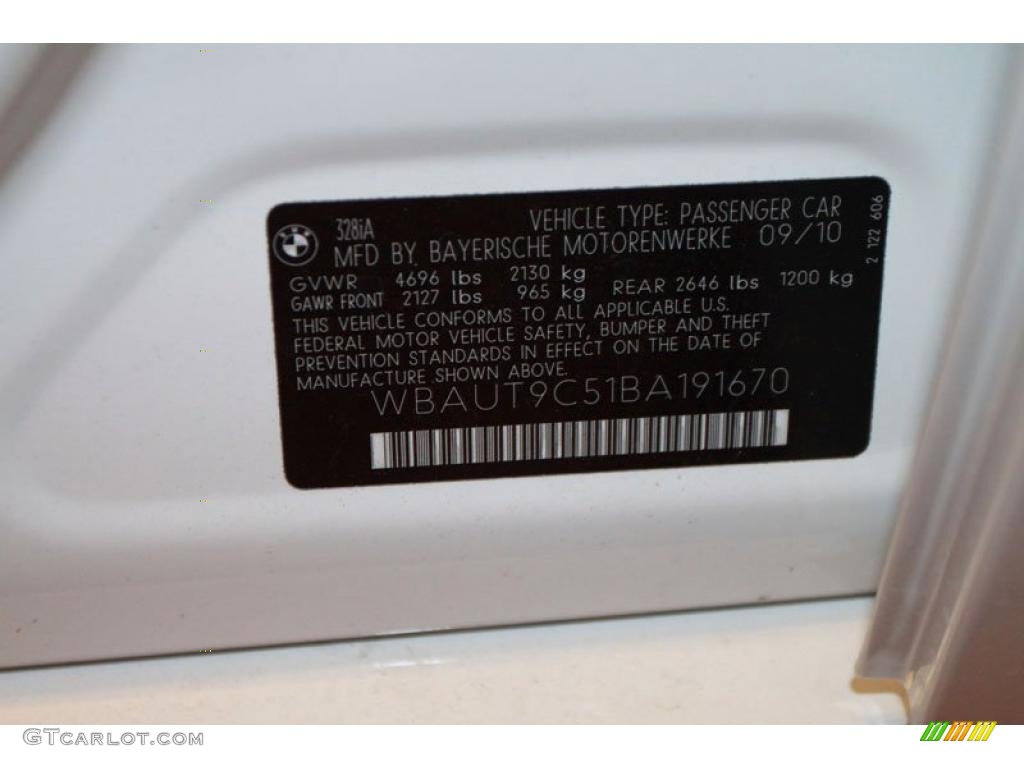 328iA
VEHICLE TYPE: PASSENGER CAR
MFD BY BAYERISCHE MOTORENWERKE 09/10
GVWR 4696 lbs 2130 kg
GAWR FRONT 2127 lbs 965 kg REAR 2646 lbs 1200 kg
THIS VEHICLE CONFORMS TO ALL APPLICABLE U.S.
FEDERAL MOTOR VEHICLE SAFETY, BUMPER AND THEFT
PREVENTION STANDARDS IN EFFECT ON THE DATE OF
MANUFACTURE SHOWN ABOVE.
WBAUT9C51BA191670
2 122 606
GTCARLOT.COM